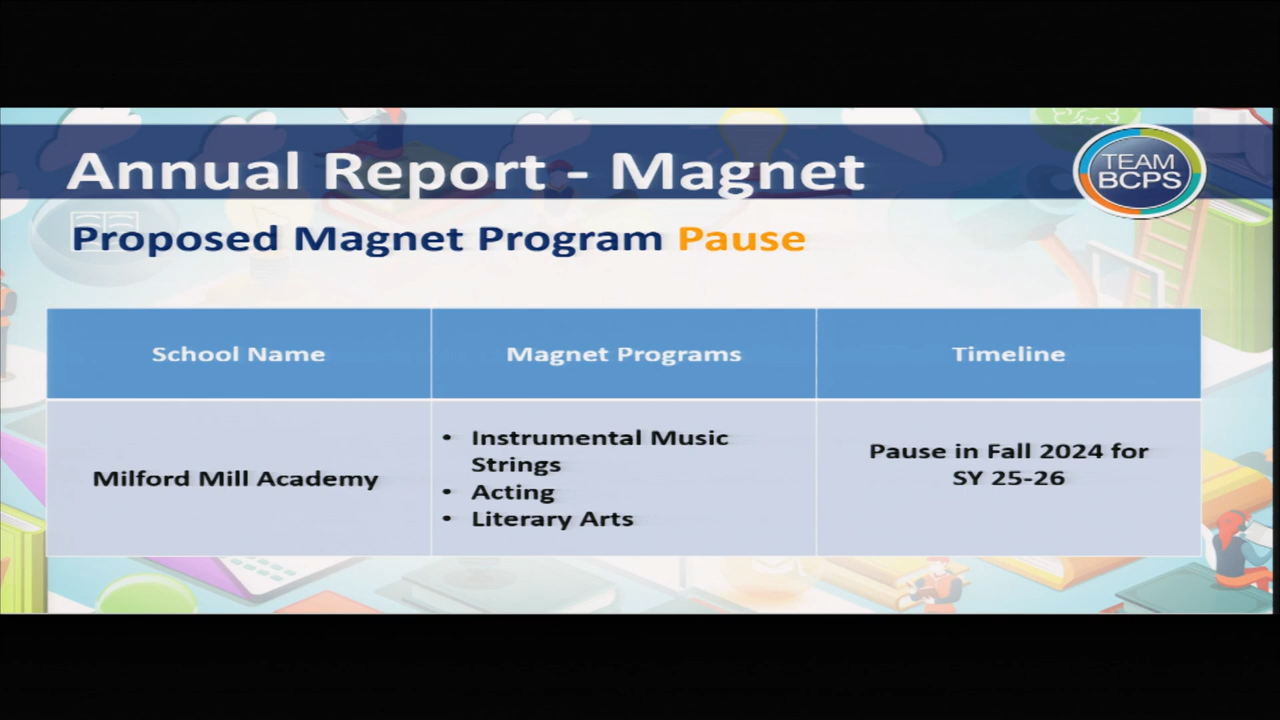 Annual Report - Magnet
TEAM
BCPS
Proposed Magnet Program Pause
School Name
Magnet Programs
Timeline
Milford Mill Academy
• Instrumental Music
Strings
• Acting
• Literary Arts
Pause in Fall 2024 for
SY 25-26